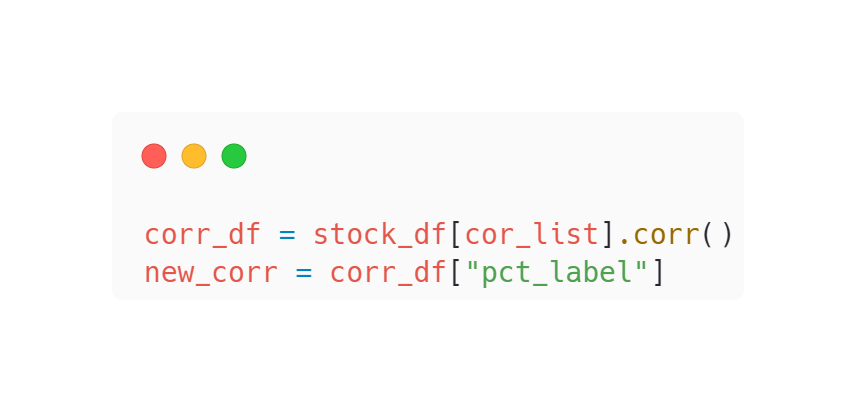 corr_df = stock_df[cor_list].corr()
new_corr = corr_df["pct_label"]